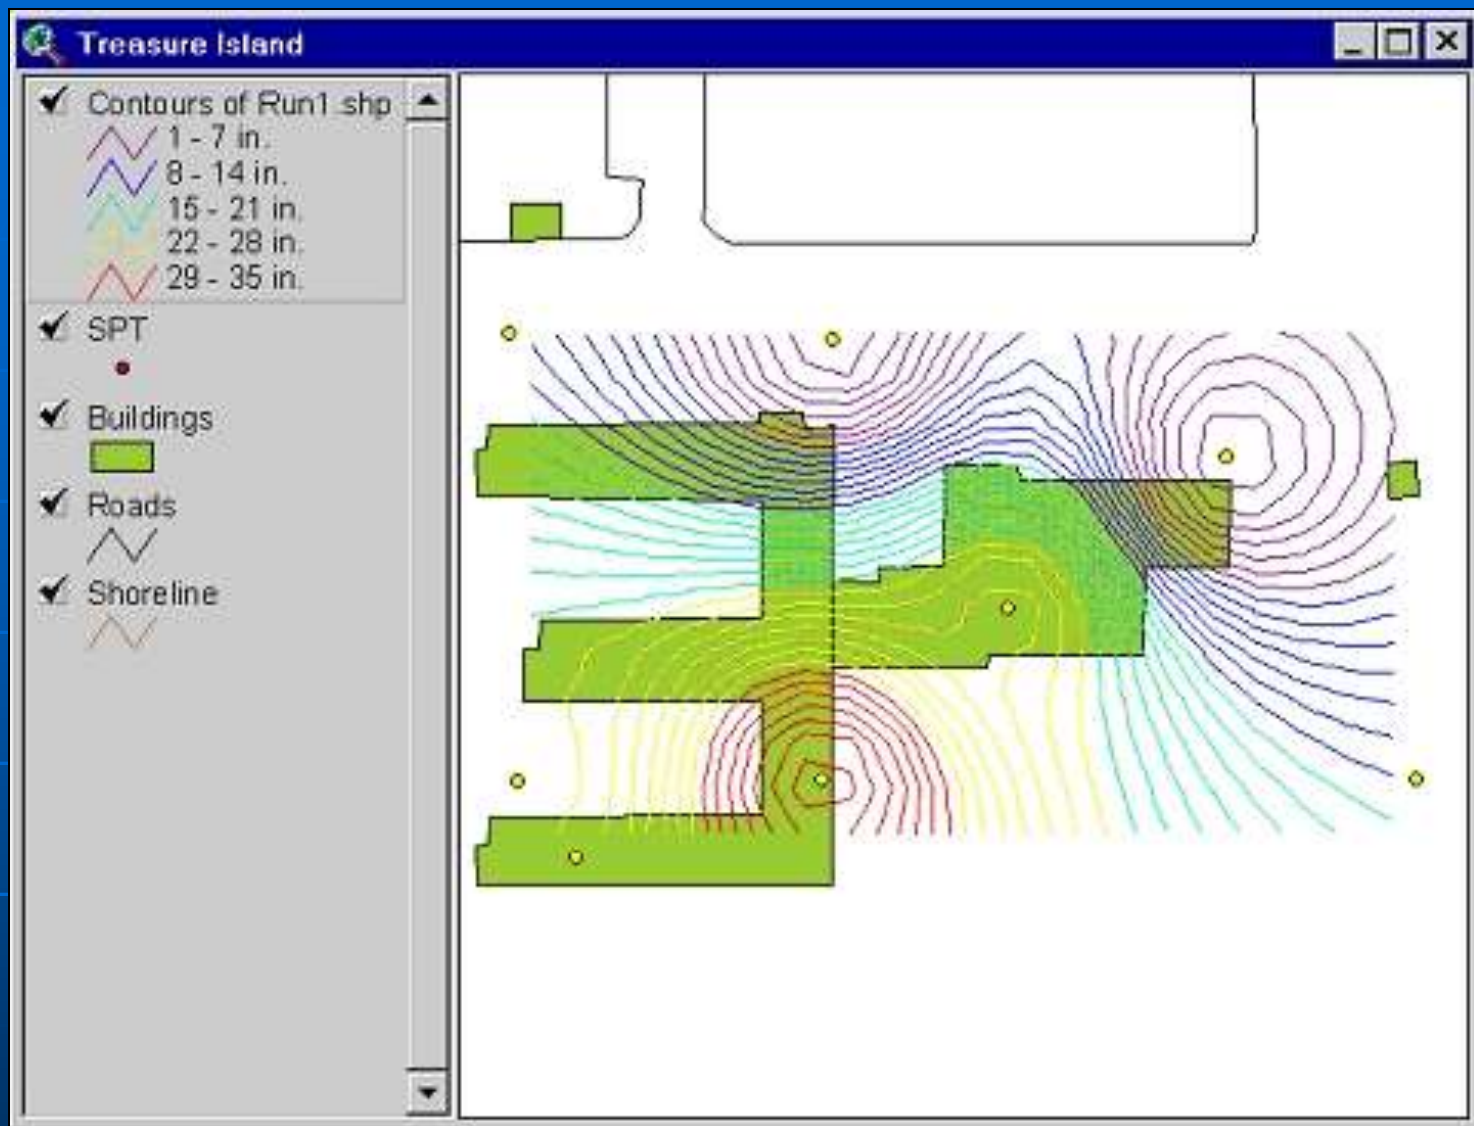 Treasure Island
Contours of Run1.shp
1 - 7 in.
8 - 14 in.
15 - 21 in.
22 - 28 in.
29 - 35 in.
SPT
Buildings
Roads
Shoreline